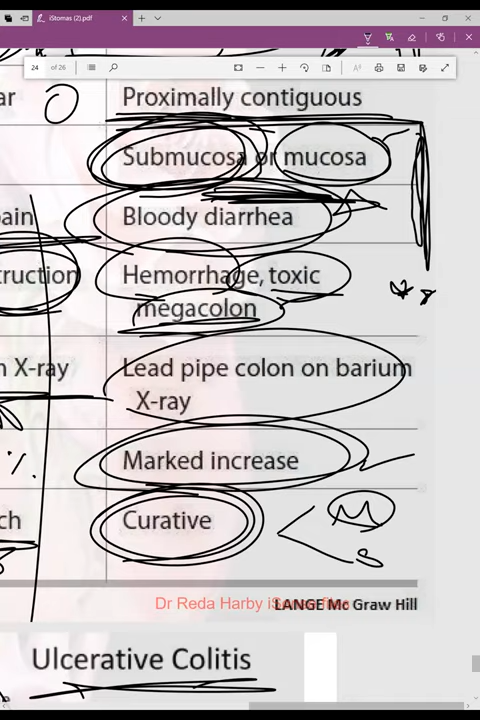 iStomas (2).pdf
24 of 26
ar Proximally contiguous
Submucosa or mucosa
ain Bloody diarrhea
truction Hemorrhage, toxic
megacolon
n X-ray Lead pipe colon on barium
X-ray
%. Marked increase
ch Curative
M
S
Dr Reda Harby LANGE Mc Graw Hill
Ulcerative Colitis